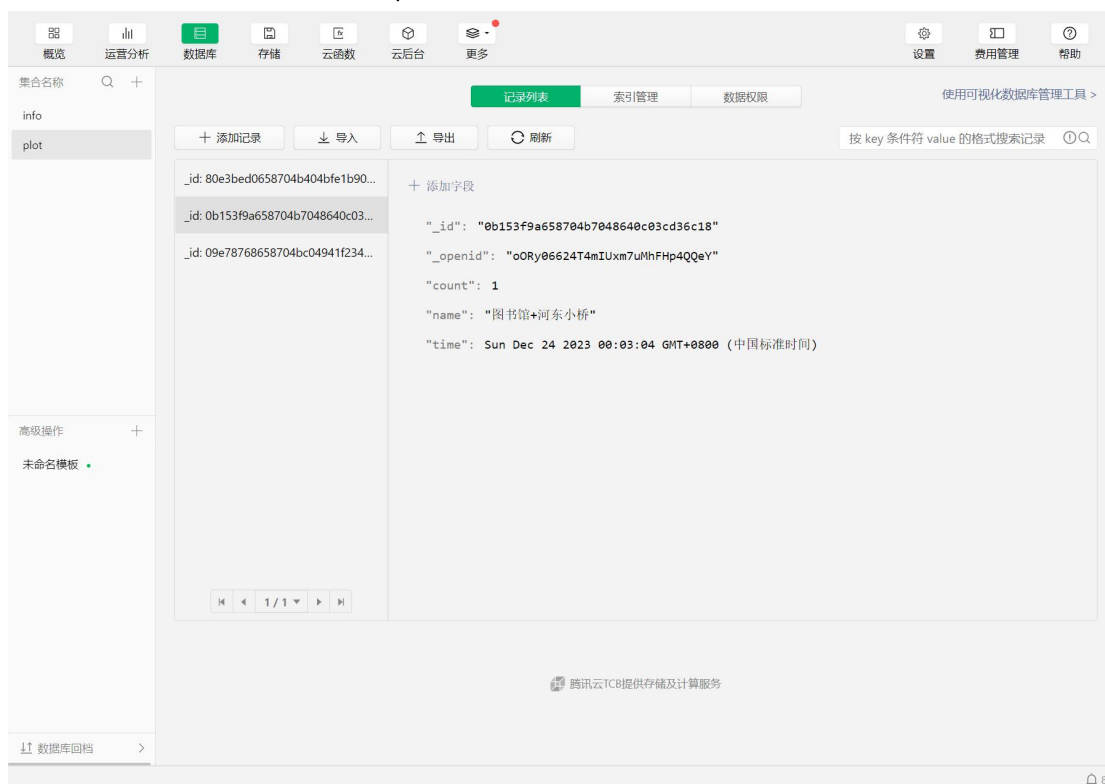 概览 运营分析 数据库 存储 云函数 云后台 更多 设置 费用管理 帮助
集合名称
info
plot
记录列表 索引管理 数据权限 使用可视化数据库管理工具 >
添加记录 导入 导出 刷新 按 key 条件符 value 的格式搜索记录
_id: 80e3bed0658704b404bfe1b90...
_id: 0b153f9a658704b7048640c03...
_id: 09e78768658704bc04941f234...
添加字段
"_id": "0b153f9a658704b7048640c03cd36c18"
"_openid": "oORy06624T4mIUxm7uMhFHp4QQeY"
"count": 1
"name": "图书馆+河东小桥"
"time": Sun Dec 24 2023 00:03:04 GMT+0800 (中国标准时间)
高级操作
未命名模板
1 / 1
腾讯云TCB提供存储及计算服务
数据库回档